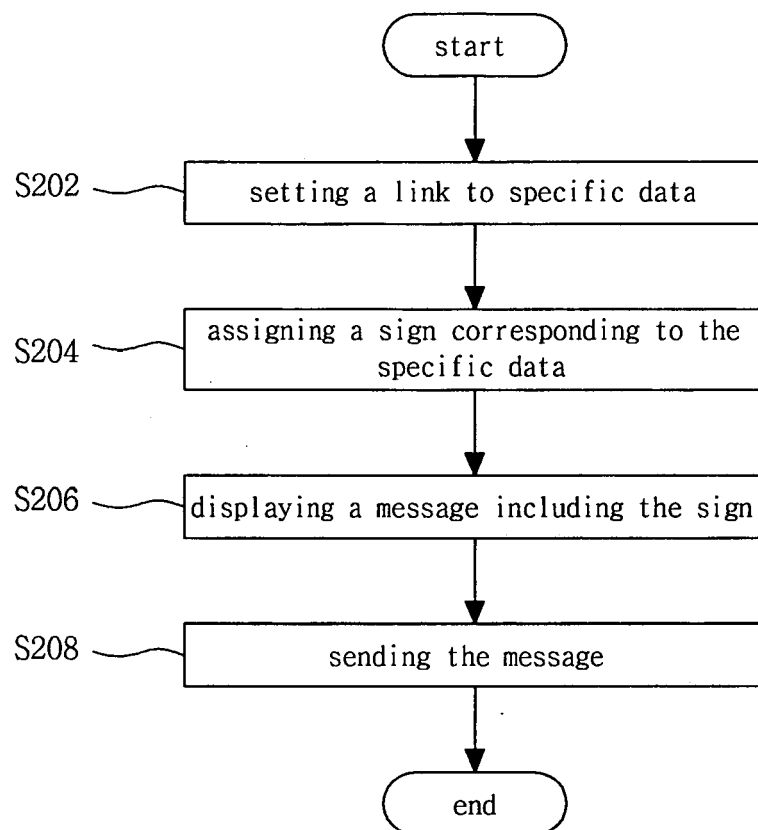 start
S202
setting a link to specific data
S204
assigning a sign corresponding to the
specific data
S206
displaying a message including the sign
S208
sending the message
end